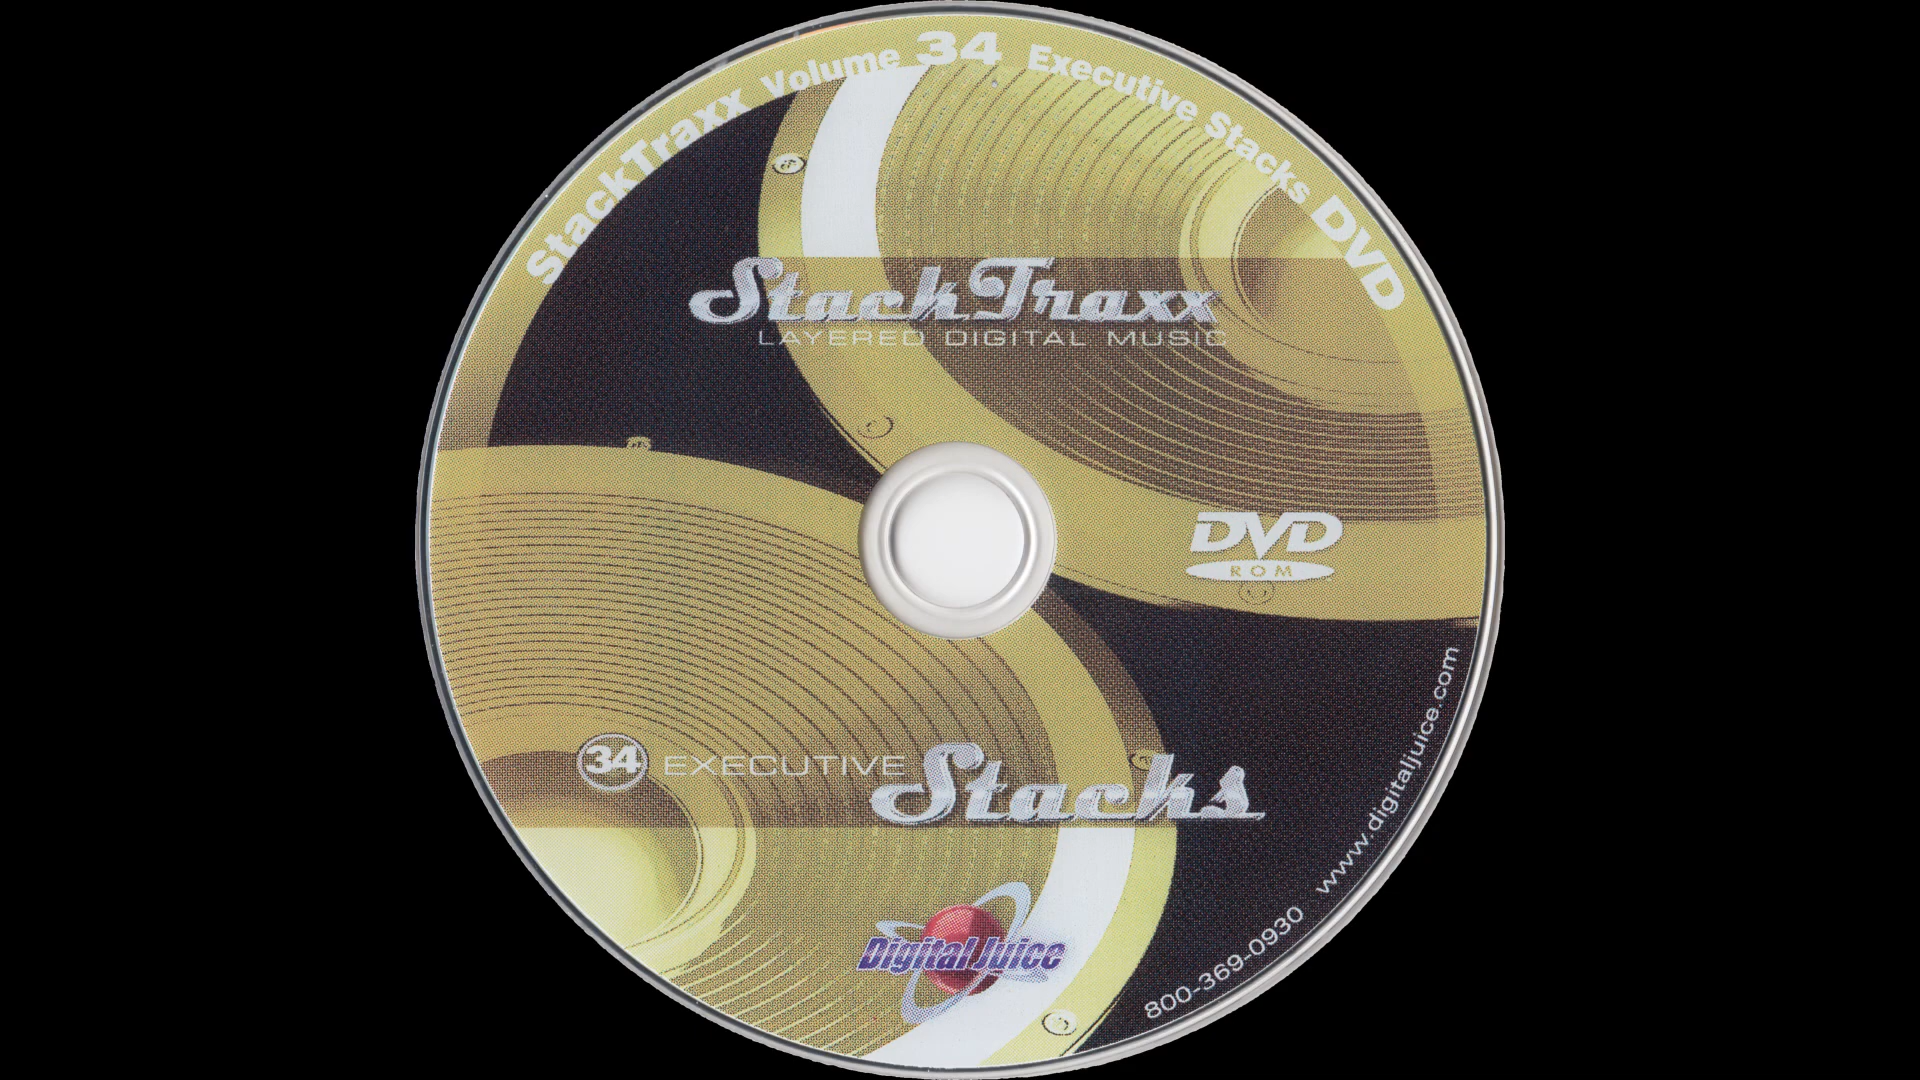 StackTraxx Volume 34 Executive Stacks DVD
StackTraxx
LAYERED DIGITAL MUSIC
DVD
ROM
34 EXECUTIVE Stacks
Digital Juice
www.digitaljuice.com
800-369-0930